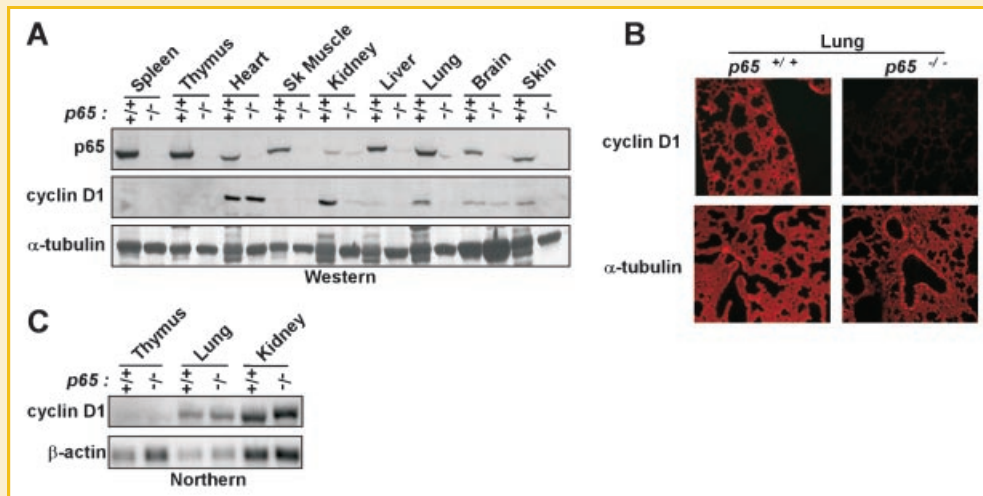 A
Spleen Thymus Heart Sk Muscle Kidney Liver Lung Brain Skin
p65 : +/+ -/- +/+ -/- +/+ -/- +/+ -/- +/+ -/- +/+ -/- +/+ -/- +/+ -/- +/+ -/-
p65
cyclin D1
α-tubulin
Western
B
Lung
p65 +/+ p65 -/-
cyclin D1
α-tubulin
C
Thymus Lung Kidney
p65 : +/+ -/- +/+ -/- +/+ -/-
cyclin D1
β-actin
Northern